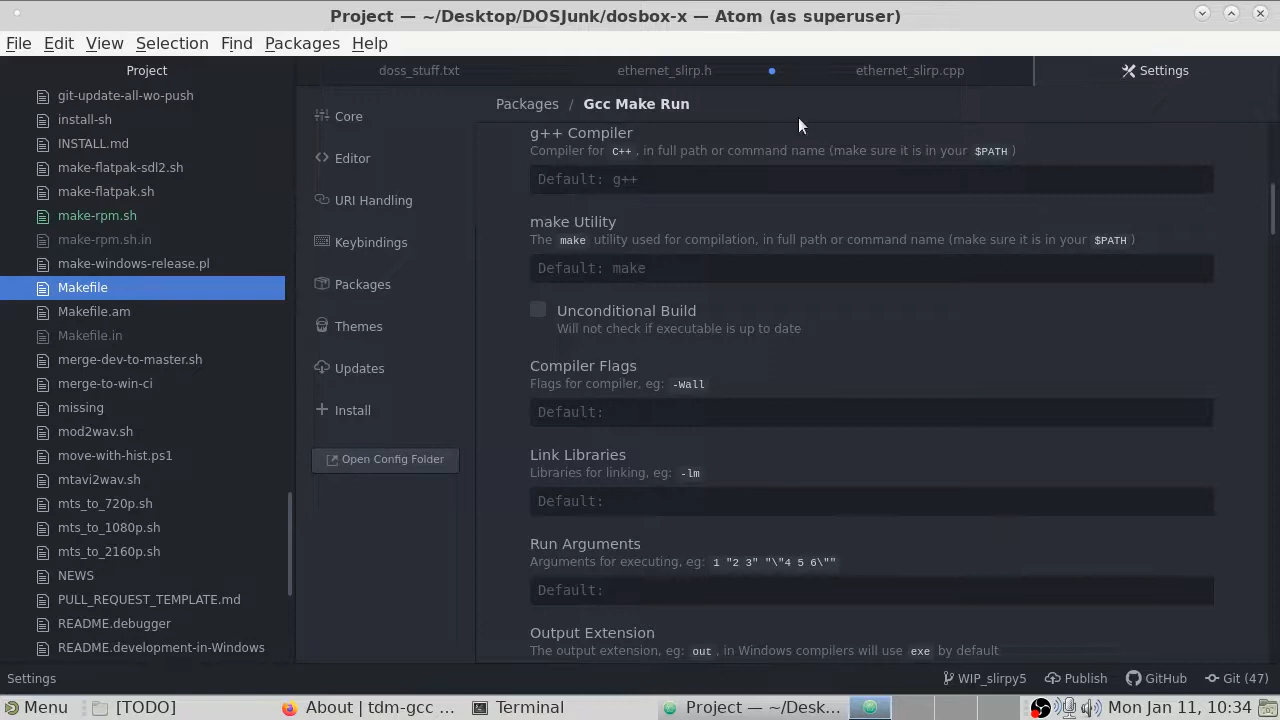 Project — ~/Desktop/DOSJunk/dosbox-x — Atom (as superuser)
File Edit View Selection Find Packages Help
Project
doss_stuff.txt
ethernet_slirp.h
ethernet_slirp.cpp
Settings
git-update-all-wo-push
install-sh
INSTALL.md
make-flatpak-sdl2.sh
make-flatpak.sh
make-rpm.sh
make-rpm.sh.in
make-windows-release.pl
Makefile
Makefile.am
Makefile.in
merge-dev-to-master.sh
merge-to-win-ci
missing
mod2wav.sh
move-with-hist.ps1
mtavi2wav.sh
mts_to_720p.sh
mts_to_1080p.sh
mts_to_2160p.sh
NEWS
PULL_REQUEST_TEMPLATE.md
README.debugger
README.development-in-Windows
Core
Editor
URI Handling
Keybindings
Packages
Themes
Updates
Install
Open Config Folder
Packages / Gcc Make Run
g++ Compiler
Compiler for C++, in full path or command name (make sure it is in your $PATH)
Default: g++
make Utility
The make utility used for compilation, in full path or command name (make sure it is in your $PATH)
Default: make
Unconditional Build
Will not check if executable is up to date
Compiler Flags
Flags for compiler, eg: -Wall
Default:
Link Libraries
Libraries for linking, eg: -lm
Default:
Run Arguments
Arguments for executing, eg: 1 "2 3" "\"4 5 6\""
Default:
Output Extension
The output extension, eg: out, in Windows compilers will use exe by default
Settings
WIP_slirpy5
Publish
GitHub
Git (47)
Menu
[TODO]
About | tdm-gcc ...
Terminal
Project — ~/Desk...
Mon Jan 11, 10:34